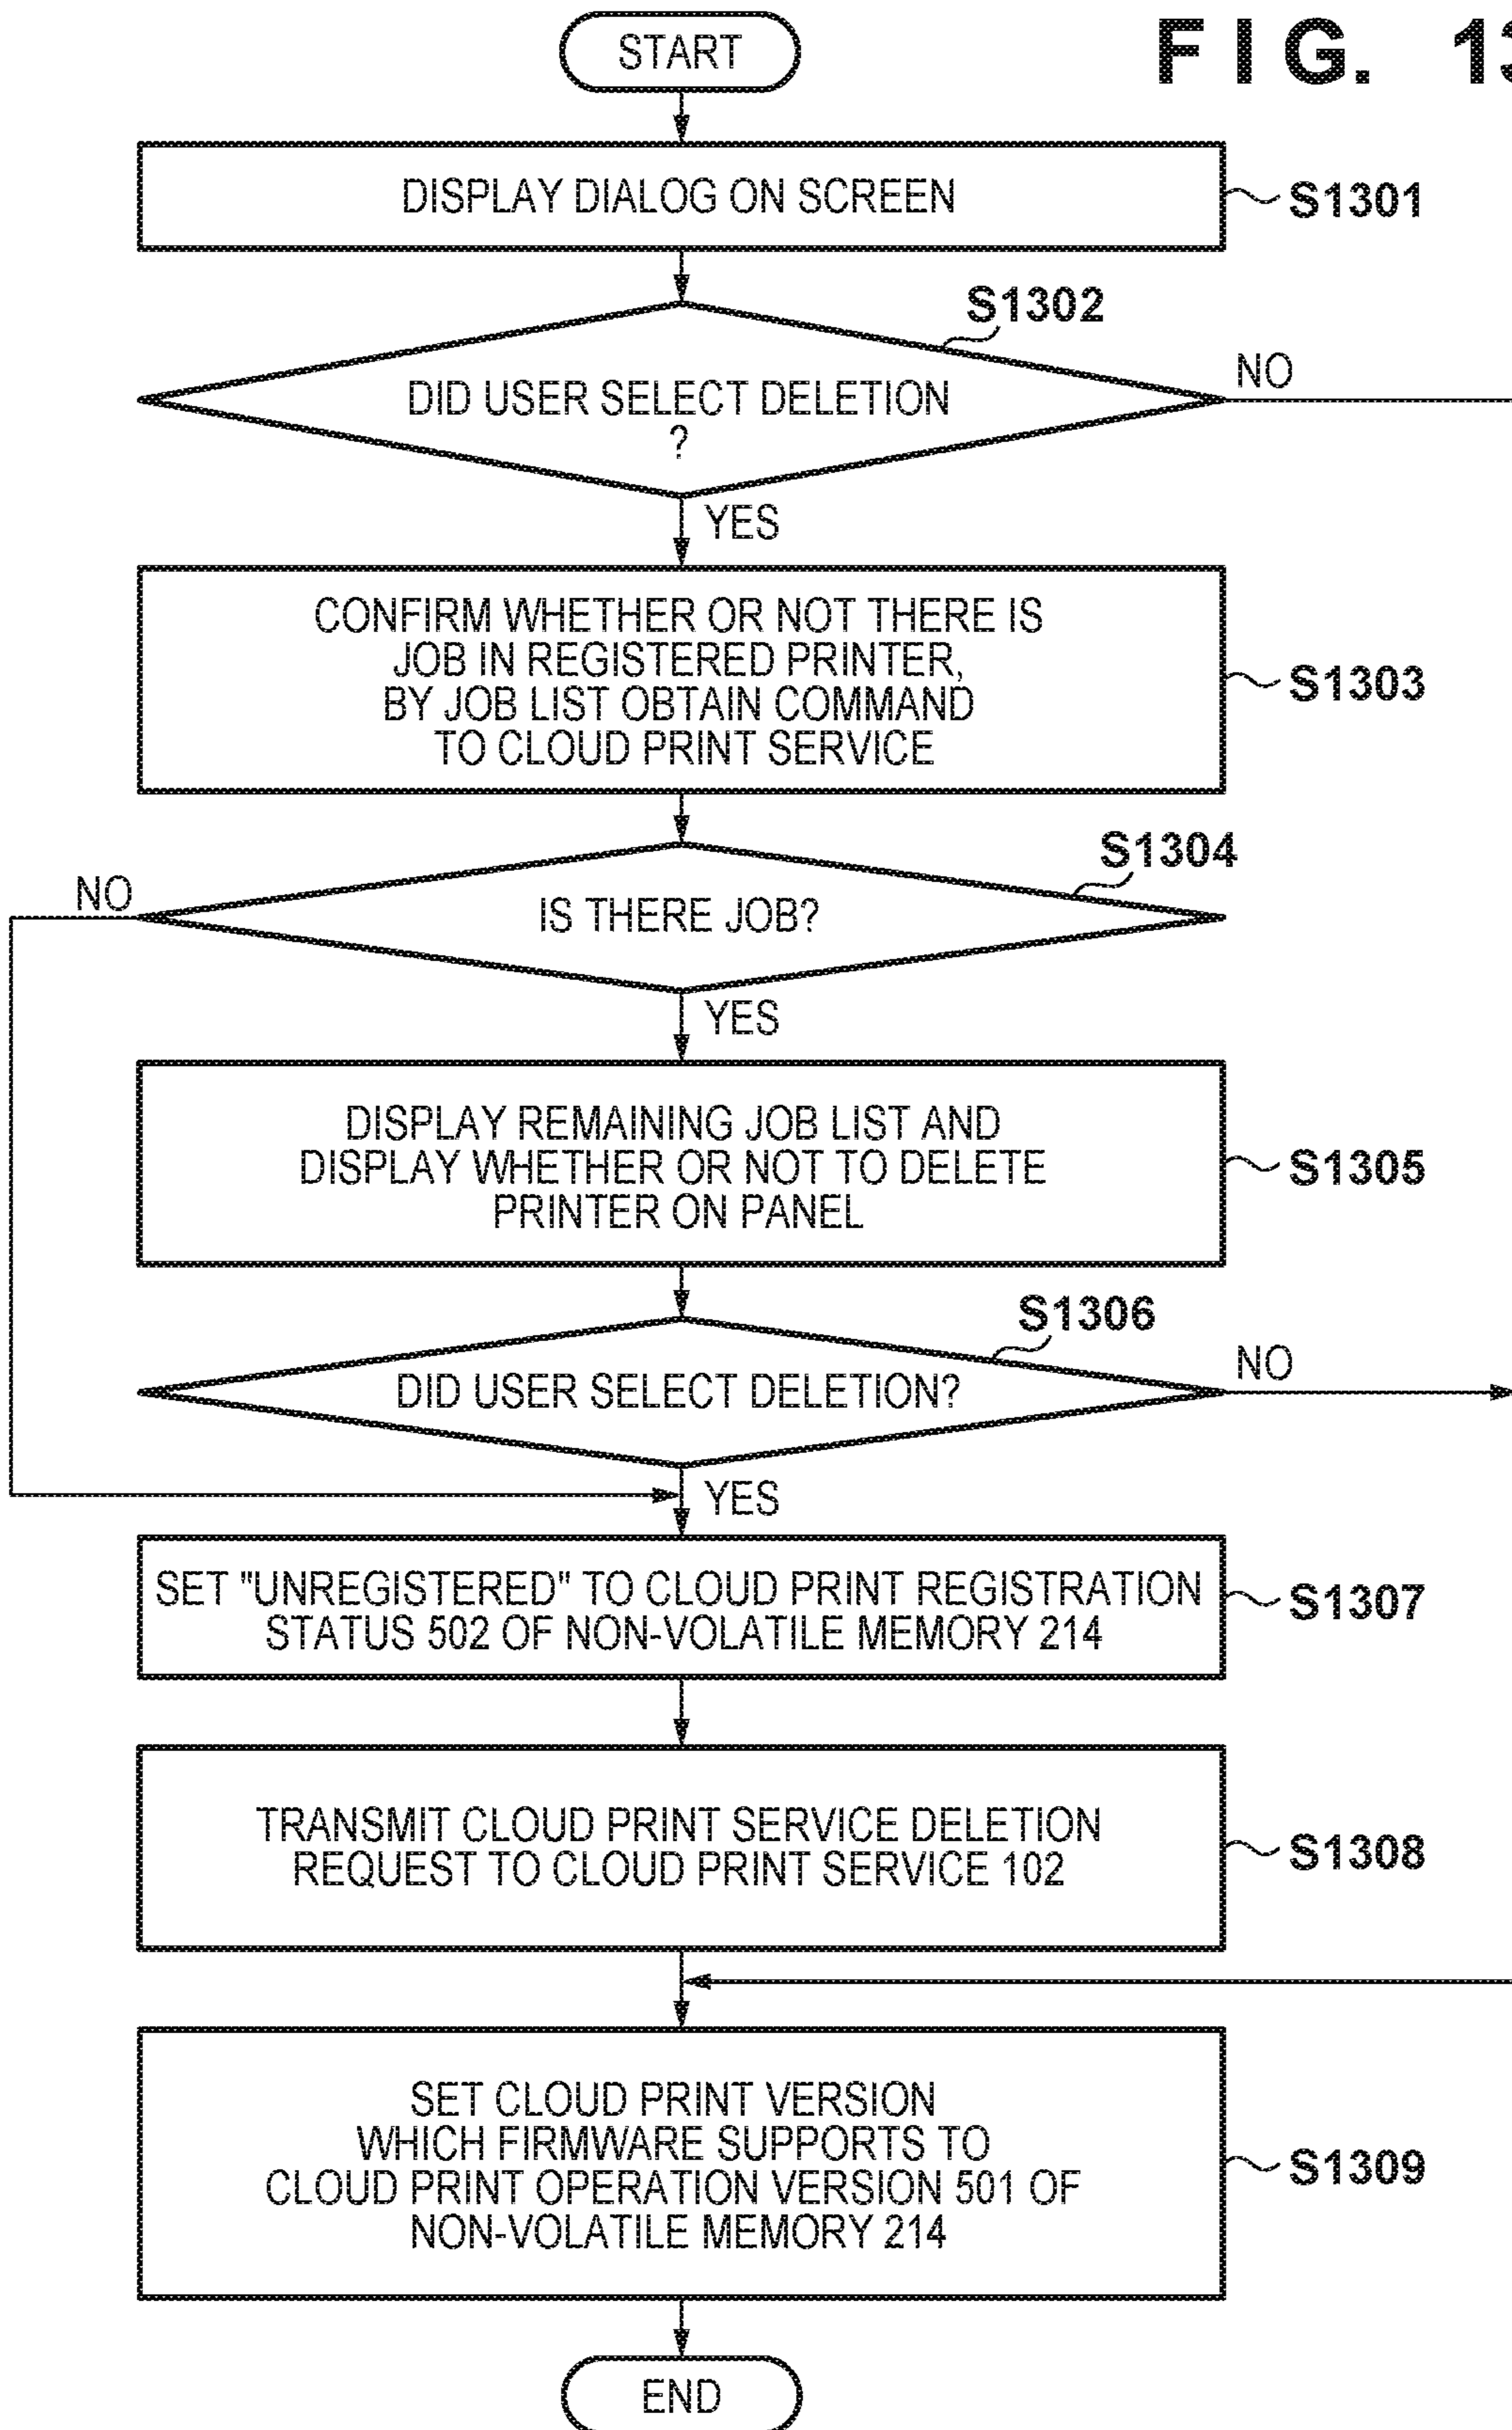 FIG. 13
START
DISPLAY DIALOG ON SCREEN
S1301
S1302
DID USER SELECT DELETION
?
NO
YES
CONFIRM WHETHER OR NOT THERE IS
JOB IN REGISTERED PRINTER,
BY JOB LIST OBTAIN COMMAND
TO CLOUD PRINT SERVICE
S1303
S1304
NO
IS THERE JOB?
YES
DISPLAY REMAINING JOB LIST AND
DISPLAY WHETHER OR NOT TO DELETE
PRINTER ON PANEL
S1305
S1306
DID USER SELECT DELETION?
NO
YES
SET "UNREGISTERED" TO CLOUD PRINT REGISTRATION
STATUS 502 OF NON-VOLATILE MEMORY 214
S1307
TRANSMIT CLOUD PRINT SERVICE DELETION
REQUEST TO CLOUD PRINT SERVICE 102
S1308
SET CLOUD PRINT VERSION
WHICH FIRMWARE SUPPORTS TO
CLOUD PRINT OPERATION VERSION 501 OF
NON-VOLATILE MEMORY 214
S1309
END